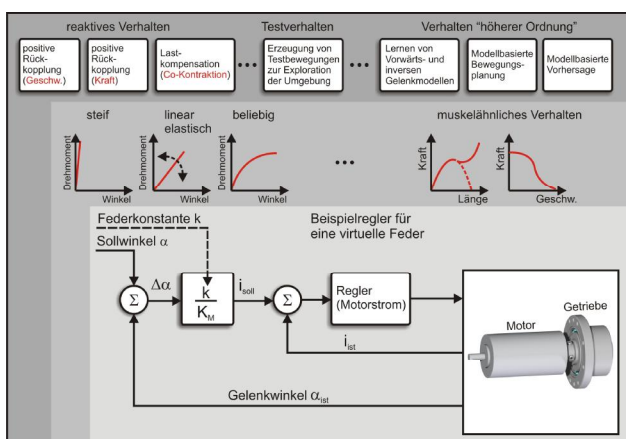 reaktives Verhalten
Testverhalten
Verhalten “höherer Ordnung”
positive
Rück-
kopplung
(Geschw.)
positive
Rück-
kopplung
(Kraft)
Last-
kompensation
(Co-Kontraktion)
Erzeugung von
Testbewegungen
zur Exploration
der Umgebung
Lernen von
Vorwärts- und
inversen
Gelenkmodellen
Modellbasierte
Bewegungs-
planung
Modellbasierte
Vorhersage
steif
linear
elastisch
beliebig
muskelähnliches Verhalten
Drehmoment
Winkel
Drehmoment
Winkel
Drehmoment
Winkel
Kraft
Länge
Kraft
Geschw.
Federkonstante k
Sollwinkel α
Beispielregler für
eine virtuelle Feder
Σ
Δα
k
K_M
i_soll
Σ
Regler
(Motorstrom)
i_ist
Getriebe
Motor
Gelenkwinkel α_ist